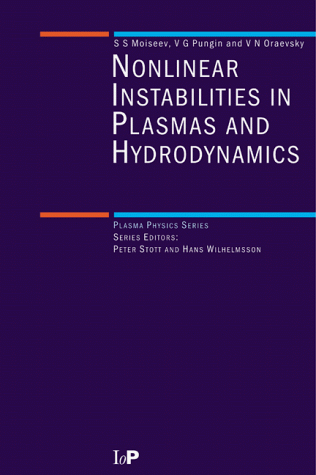 S S Moiseev, V G Pungin and V N Oraevsky
Nonlinear
Instabilities in
Plasmas and
Hydrodynamics
Plasma Physics Series
Series Editors:
Peter Stott and Hans Wilhelmsson
IoP